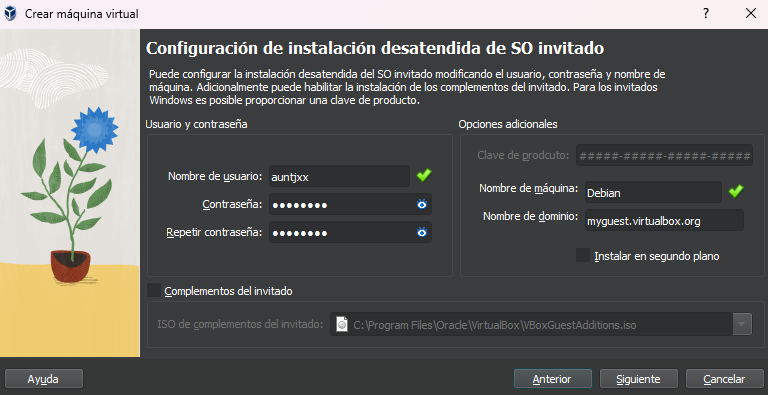 Crear máquina virtual
?
Configuración de instalación desatendida de SO invitado
Puede configurar la instalación desatendida del SO invitado modificando el usuario, contraseña y nombre de
máquina. Adicionalmente puede habilitar la instalación de los complementos del invitado. Para los invitados
Windows es posible proporcionar una clave de producto.
Usuario y contraseña
Nombre de usuario: auntjxx
Contraseña: ●●●●●●●●
Repetir contraseña: ●●●●●●●●
Opciones adicionales
Clave de prodcuto: #####-#####-#####-#####
Nombre de máquina: Debian
Nombre de dominio: myguest.virtualbox.org
Instalar en segundo plano
Complementos del invitado
ISO de complementos del invitado: C:\Program Files\Oracle\VirtualBox\VBoxGuestAdditions.iso
Ayuda
Anterior
Siguiente
Cancelar